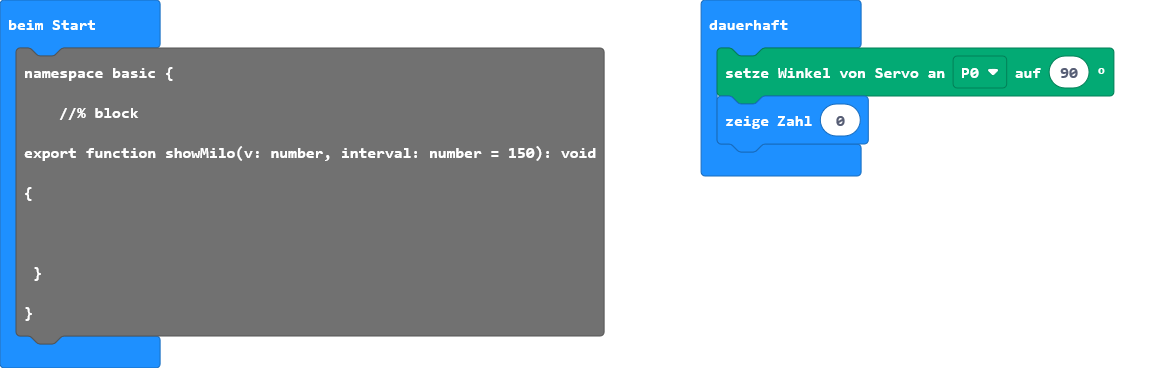 beim Start
namespace basic {
//% block
export function showMilo(v: number, interval: number = 150): void
{
}
}
dauerhaft
setze Winkel von Servo an P0 auf 90 °
zeige Zahl 0